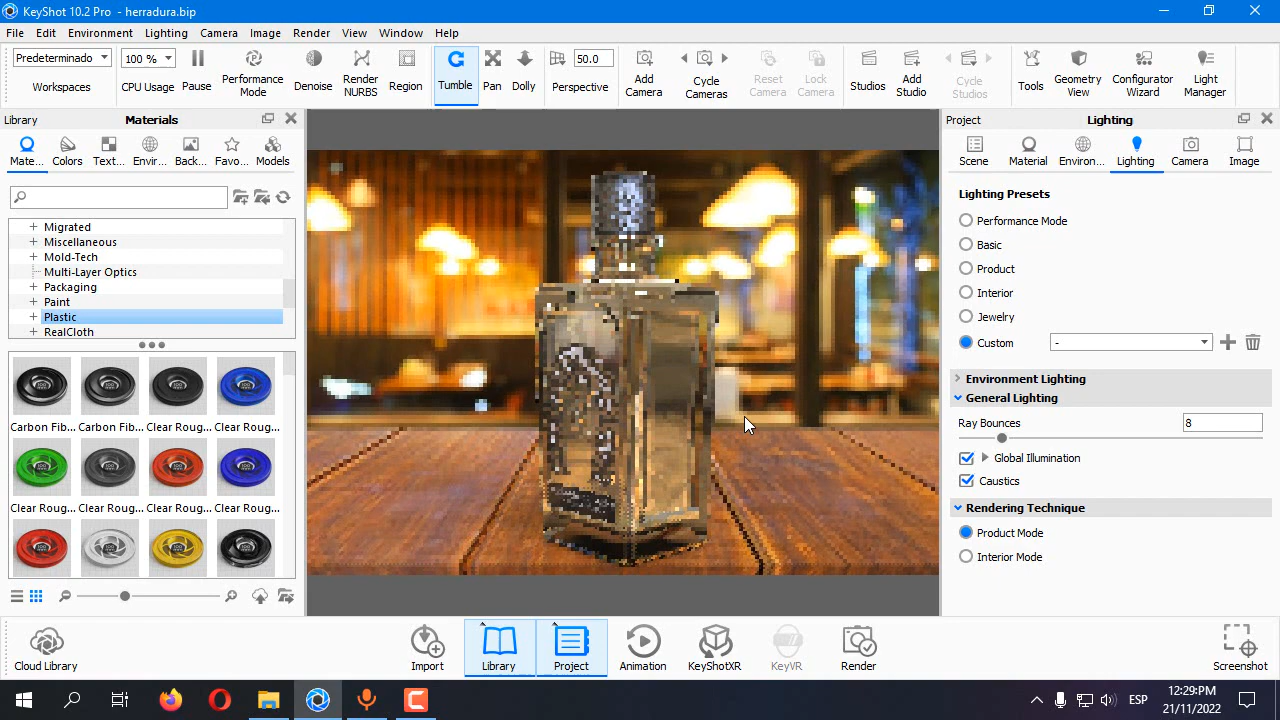 KeyShot 10.2 Pro - herradura.bip
File Edit Environment Lighting Camera Image Render View Window Help
Predeterminado 100 % 50.0
Workspaces CPU Usage Pause Performance Mode Denoise Render NURBS Region Tumble Pan Dolly Perspective Add Camera Cycle Cameras Reset Camera Lock Camera Studios Add Studio Cycle Studios Tools Geometry View Configurator Wizard Light Manager
Library Materials
Mate... Colors Text... Envir... Back... Favo... Models
Migrated
Miscellaneous
Mold-Tech
Multi-Layer Optics
Packaging
Paint
Plastic
RealCloth
Carbon Fib... Carbon Fib... Clear Roug... Clear Roug...
Clear Roug... Clear Roug... Clear Roug... Clear Roug...
Project Lighting
Scene Material Environ... Lighting Camera Image
Lighting Presets
Performance Mode
Basic
Product
Interior
Jewelry
Custom -
Environment Lighting
General Lighting
Ray Bounces 8
Global Illumination
Caustics
Rendering Technique
Product Mode
Interior Mode
Cloud Library Import Library Project Animation KeyShotXR KeyVR Render Screenshot
ESP 12:29PM
21/11/2022